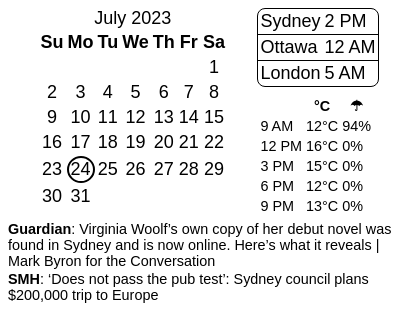 July 2023
Su Mo Tu We Th Fr Sa
1
2 3 4 5 6 7 8
9 10 11 12 13 14 15
16 17 18 19 20 21 22
23 24 25 26 27 28 29
30 31
Sydney 2 PM
Ottawa 12 AM
London 5 AM
°C ☂
9 AM 12°C 94%
12 PM 16°C 0%
3 PM 15°C 0%
6 PM 12°C 0%
9 PM 13°C 0%
Guardian: Virginia Woolf’s own copy of her debut novel was
found in Sydney and is now online. Here’s what it reveals |
Mark Byron for the Conversation
SMH: ‘Does not pass the pub test’: Sydney council plans
$200,000 trip to Europe